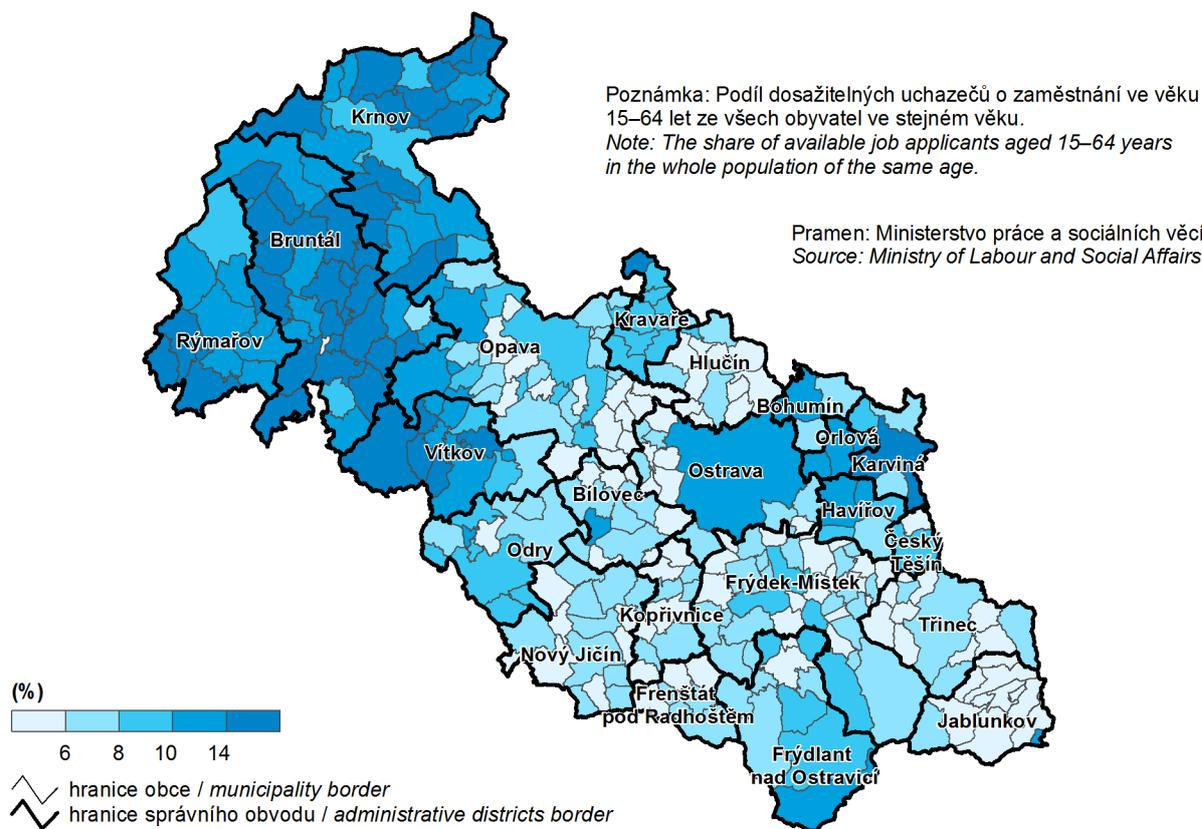 Poznámka: Podíl dosažitelných uchazečů o zaměstnání ve věku
15–64 let ze všech obyvatel ve stejném věku.
Note: The share of available job applicants aged 15–64 years
in the whole population of the same age.
Pramen: Ministerstvo práce a sociálních věcí
Source: Ministry of Labour and Social Affairs
Krnov
Bruntál
Rýmařov
Opava
Kravaře
Hlučín
Bohumín
Orlová
Karviná
Ostrava
Vítkov
Bílovec
Havířov
Český
Těšín
Odry
Frýdek-Místek
Kopřivnice
Třinec
Nový Jičín
Frenštát
pod Radhoštěm
Jablunkov
Frýdlant
nad Ostravicí
(%)
6 8 10 14
hranice obce / municipality border
hranice správního obvodu / administrative districts border